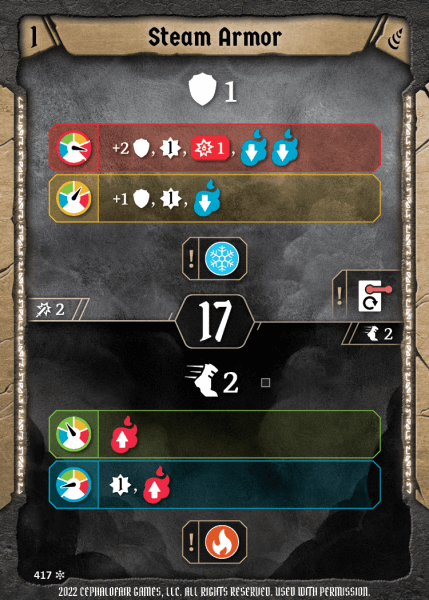 1
Steam Armor
1
+2 , 1, 1,
+1 , 1,
!
!
2
17
2
2
1,
!
417
2022 CEPHALOFAIR GAMES, LLC. ALL RIGHTS RESERVED. USED WITH PERMISSION.